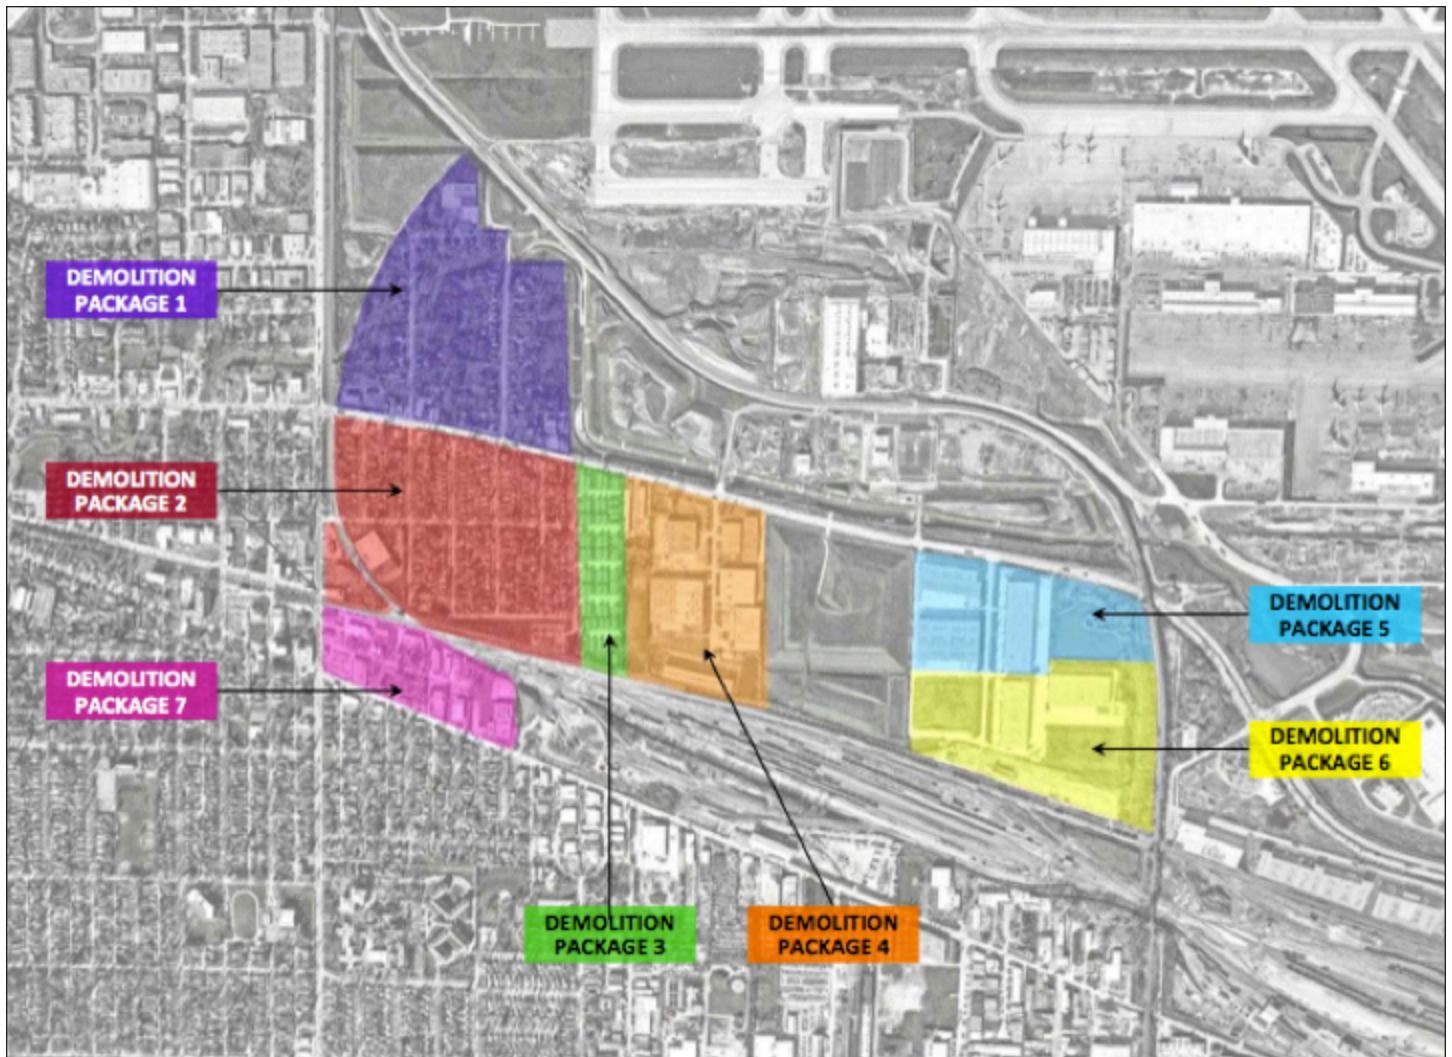 DEMOLITION
PACKAGE 1
DEMOLITION
PACKAGE 2
DEMOLITION
PACKAGE 7
DEMOLITION
PACKAGE 3
DEMOLITION
PACKAGE 4
DEMOLITION
PACKAGE 5
DEMOLITION
PACKAGE 6